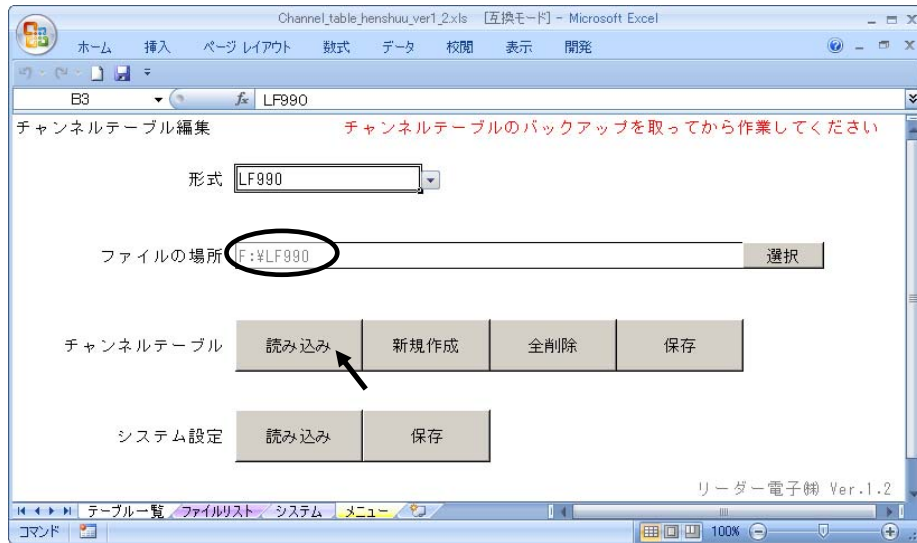 Channel_table_henshuu_ver1_2.xls [互換モード] - Microsoft Excel
ホーム 挿入 ページ レイアウト 数式 データ 校閲 表示 開発
B3 fx LF990
チャンネルテーブル編集 チャンネルテーブルのバックアップを取ってから作業してください
形式 LF990
ファイルの場所 F:¥LF990 選択
チャンネルテーブル 読み込み 新規作成 全削除 保存
システム設定 読み込み 保存
リーダー電子㈱ Ver.1.2
テーブル一覧 ファイルリスト システム メニュー
コマンド 100%